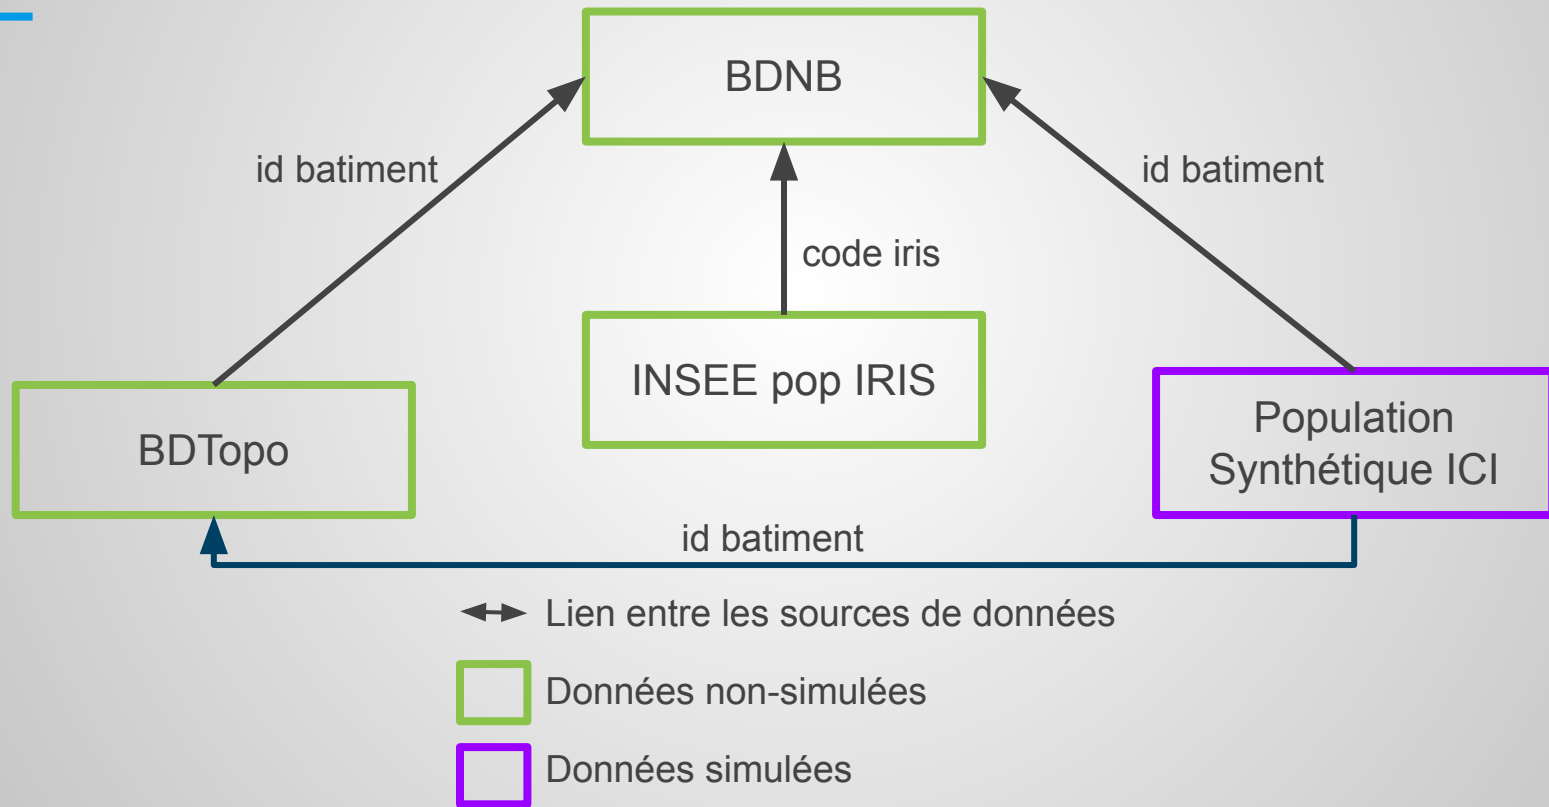 BDNB
id batiment
id batiment
code iris
INSEE pop IRIS
BDTopo
Population
Synthétique ICI
id batiment
Lien entre les sources de données
Données non-simulées
Données simulées